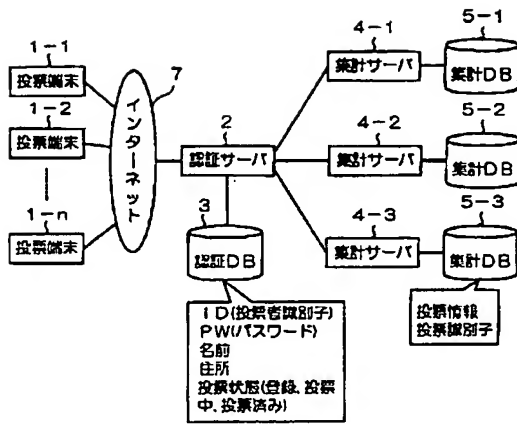 1-1
投票端末
1-2
投票端末
1-n
投票端末
7
インターネット
2
認証サーバ
3
認証DB
ID(投票者識別子)
PW(パスワード)
名前
住所
投票状態(登録、投票
中、投票済み)
4-1
集計サーバ
5-1
集計DB
4-2
集計サーバ
5-2
集計DB
4-3
集計サーバ
5-3
集計DB
投票情報
投票識別子